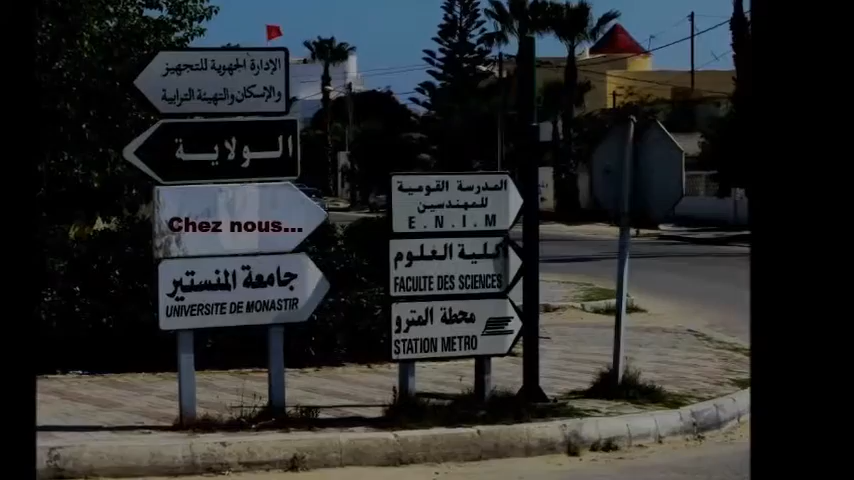 الإدارة الجهوية للتجهيز
والإسكان والتهيئة الترابية
الولاية
Chez nous...
جامعة المنستير
UNIVERSITE DE MONASTIR
المدرسة القومية
للمهندسين
E.N.I.M
كلية العلوم
FACULTE DES SCIENCES
محطة المترو
STATION METRO